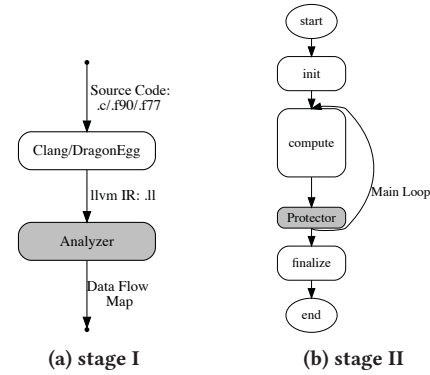 Source Code:
.c/.f90/.f77
Clang/DragonEgg
llvm IR: .ll
Analyzer
Data Flow
Map
(a) stage I
start
init
compute
Main Loop
Protector
finalize
end
(b) stage II